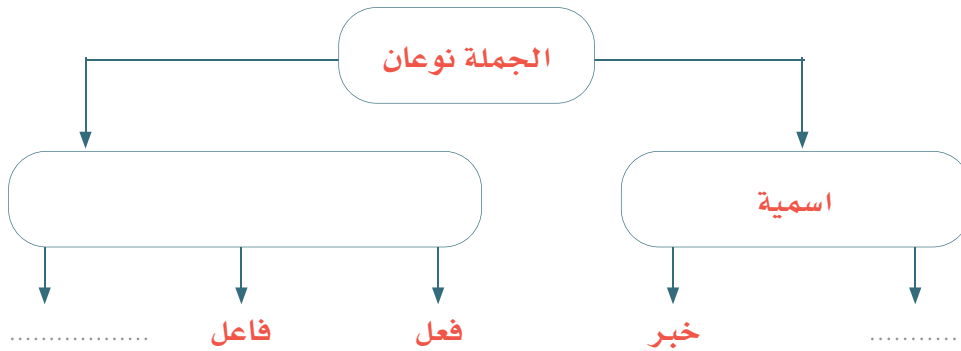 الجملة نوعان
اسمية
............ خبر فعل فاعل ..................